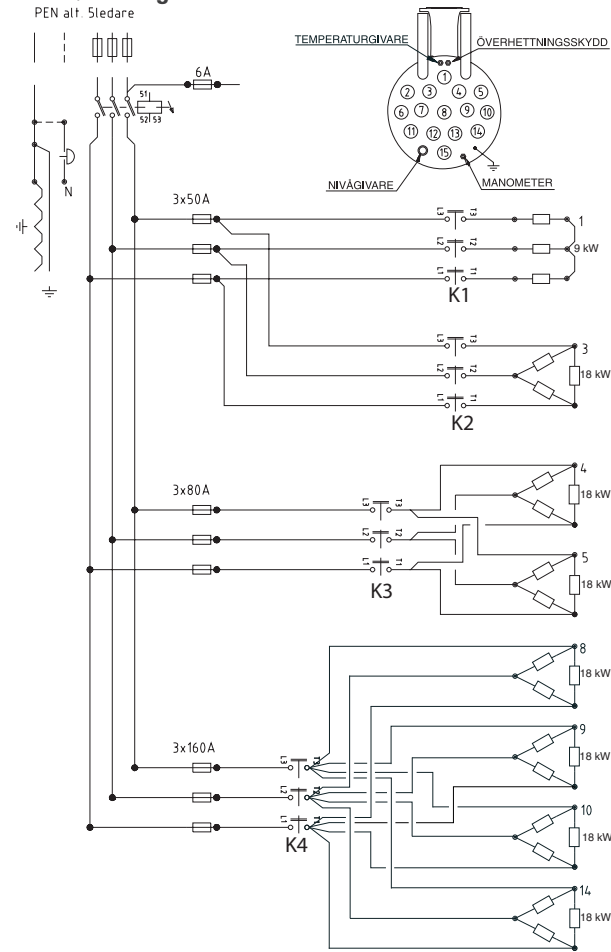 PEN alt. 5ledare
6A
S1
S2 S3
N
TEMPERATURGIVARE
ÖVERHETTNINGSSKYDD
1
2 3 4 5
6 7 8 9 10
11 12 13 14
15
NIVÅGIVARE
MANOMETER
3x50A
L3 T3
1
L2 T2
9 kW
L1 T1
K1
L3 T3
3
L2 T2
18 kW
L1 T1
K2
3x80A
4
18 kW
L3 T3
L2 T2
5
L1 T1
18 kW
K3
8
18 kW
3x160A
9
L3 T3
18 kW
L2 T2
10
L1 T1
18 kW
K4
14
18 kW